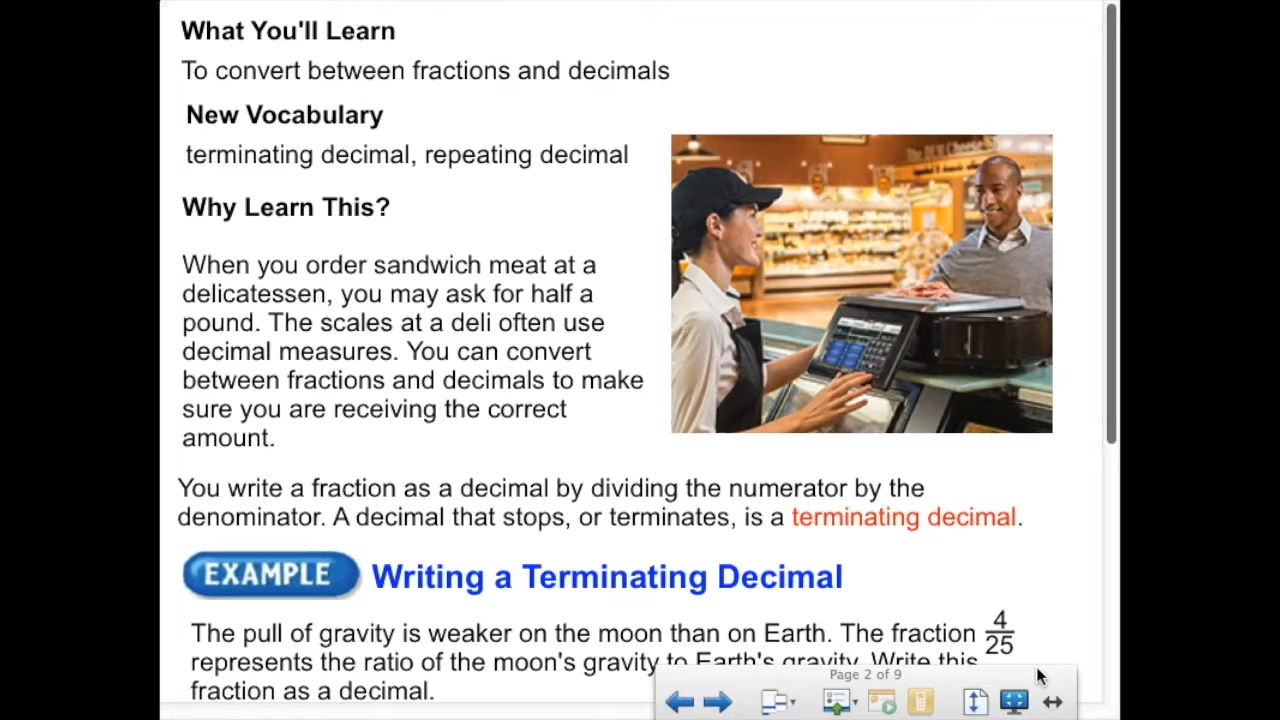 What You'll Learn
To convert between fractions and decimals
New Vocabulary
terminating decimal, repeating decimal
Why Learn This?
When you order sandwich meat at a
delicatessen, you may ask for half a
pound. The scales at a deli often use
decimal measures. You can convert
between fractions and decimals to make
sure you are receiving the correct
amount.
You write a fraction as a decimal by dividing the numerator by the
denominator. A decimal that stops, or terminates, is a terminating decimal.
EXAMPLE Writing a Terminating Decimal
The pull of gravity is weaker on the moon than on Earth. The fraction 4/25
represents the ratio of the moon's gravity to Earth's gravity. Write this
fraction as a decimal.
Page 2 of 9